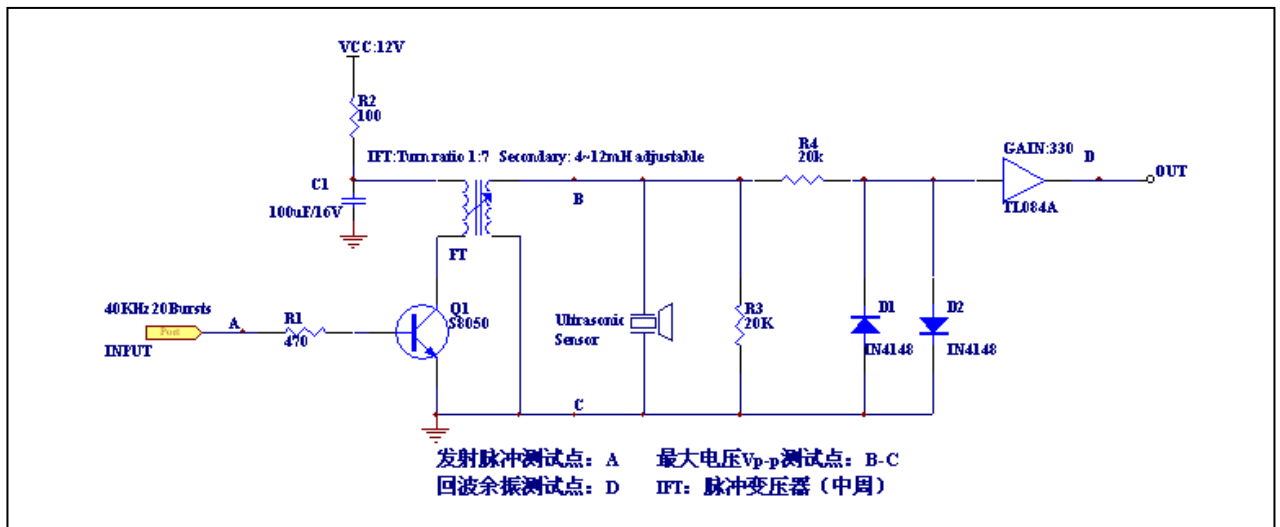 VCC:12V
R2
100
IFT:Turn ratio 1:7 Secondary: 4~12mH adjustable
R4
20k
GAIN:330
D
OUT
TL084A
C1
100uF/16V
B
FT
40KHz 20Bursts
A
R1
470
Port
INPUT
Q1
S8050
Ultrasonic
Sensor
R3
20K
D1
IN4148
D2
IN4148
C
发射脉冲测试点：A 最大电压Vp-p测试点：B-C
回波余振测试点：D IFT：脉冲变压器（中周）